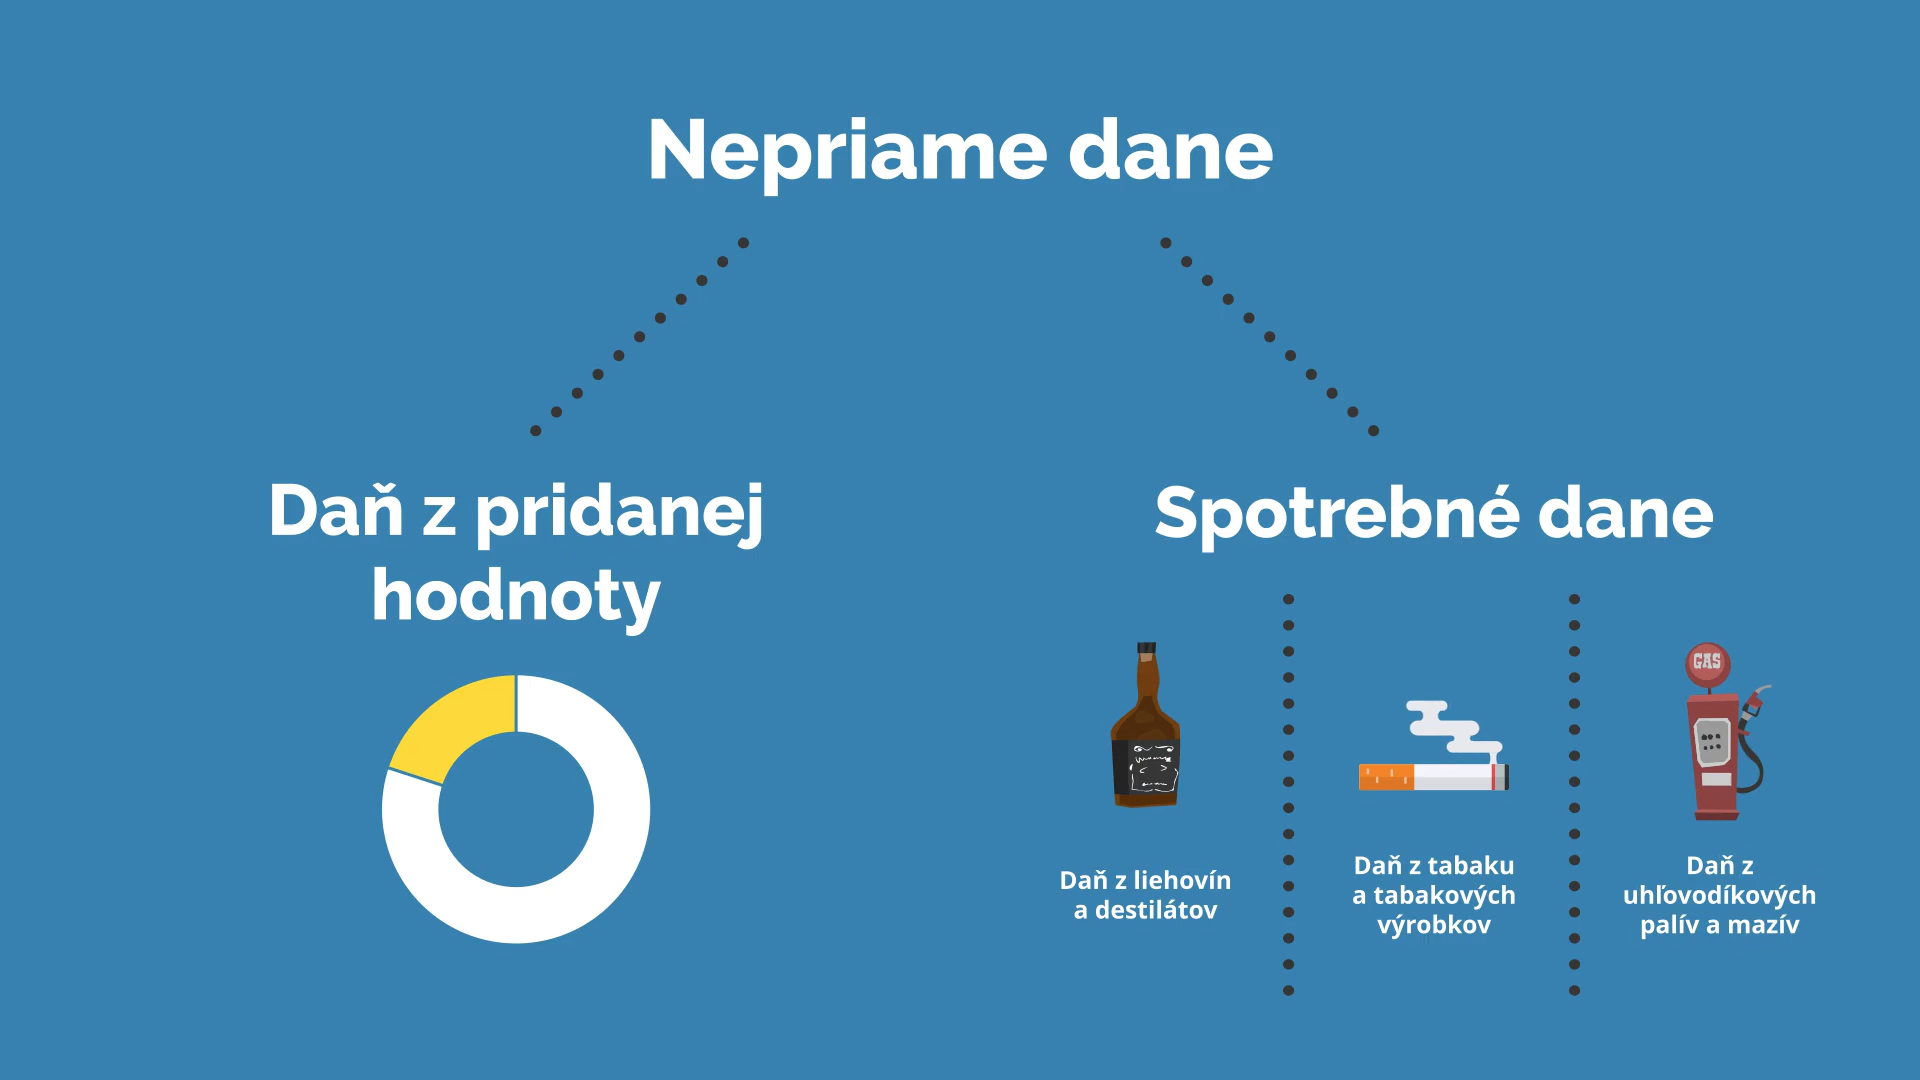 Nepriame dane
Daň z pridanej
hodnoty
Spotrebné dane
GAS
Daň z liehovín
a destilátov
Daň z tabaku
a tabakových
výrobkov
Daň z
uhľovodíkových
palív a mazív